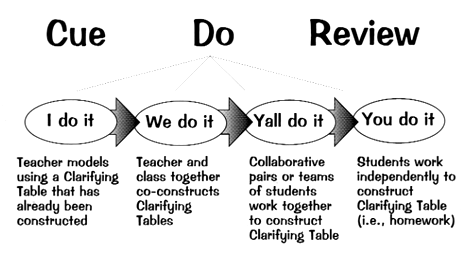 Cue Do Review
I do it We do it Yall do it You do it
Teacher models
using a Clarifying
Table that has
already been
constructed
Teacher and
class together
co-constructs
Clarifying
Tables
Collaborative
pairs or teams
of students
work together
to construct
Clarifying Table
Students work
independently to
construct
Clarifying Table
(i.e., homework)